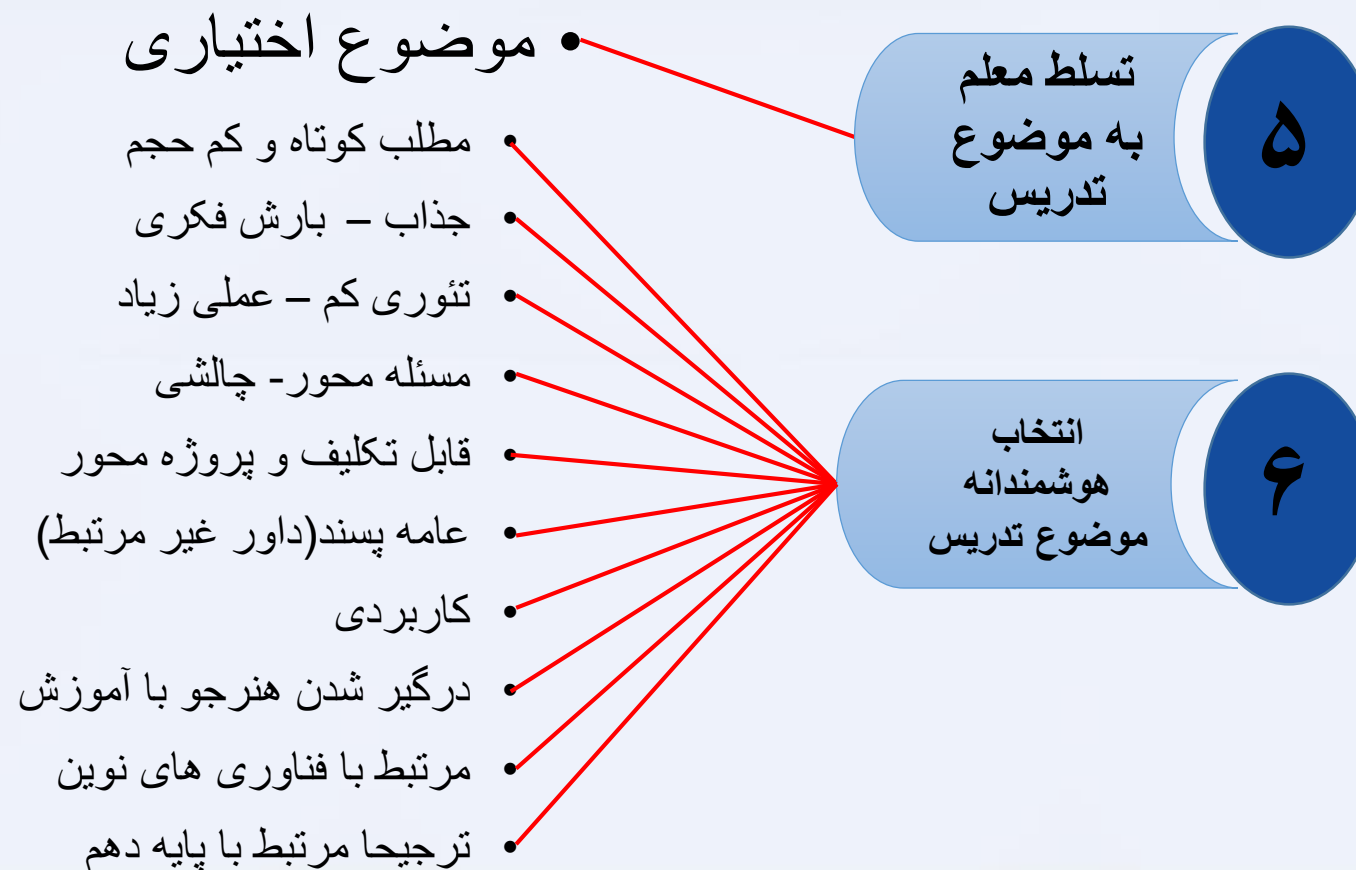 ۵
تسلط معلم
به موضوع
تدریس
• موضوع اختیاری
۶
انتخاب
هوشمندانه
موضوع تدریس
• مطلب کوتاه و کم حجم
• جذاب – بارش فکری
• تئوری کم – عملی زیاد
• مسئله محور- چالشی
• قابل تکلیف و پروژه محور
• عامه پسند(داور غیر مرتبط)
• کاربردی
• درگیر شدن هنرجو با آموزش
• مرتبط با فناوری های نوین
• ترجیحا مرتبط با پایه دهم